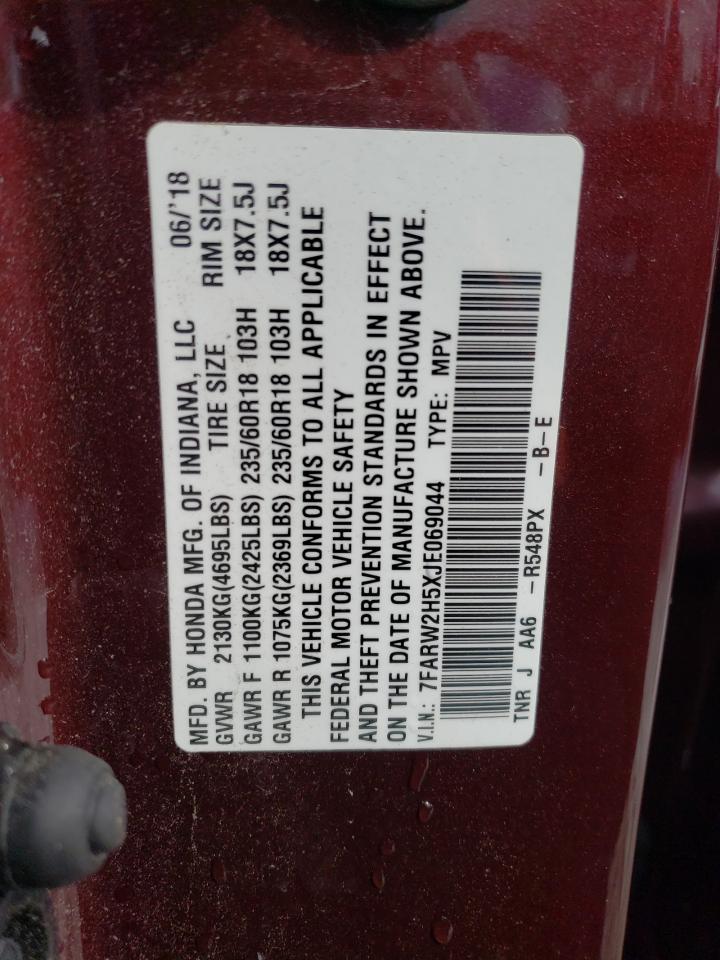 MFD. BY HONDA MFG. OF INDIANA, LLC 06/'18
GVWR 2130KG(4695LBS) TIRE SIZE RIM SIZE
GAWR F 1100KG(2425LBS) 235/60R18 103H 18X7.5J
GAWR R 1075KG(2369LBS) 235/60R18 103H 18X7.5J
THIS VEHICLE CONFORMS TO ALL APPLICABLE
FEDERAL MOTOR VEHICLE SAFETY
AND THEFT PREVENTION STANDARDS IN EFFECT
ON THE DATE OF MANUFACTURE SHOWN ABOVE.
V.I.N.: 7FARW2H5XJE069044 TYPE: MPV
TNR J AA6 -R548PX -B-E